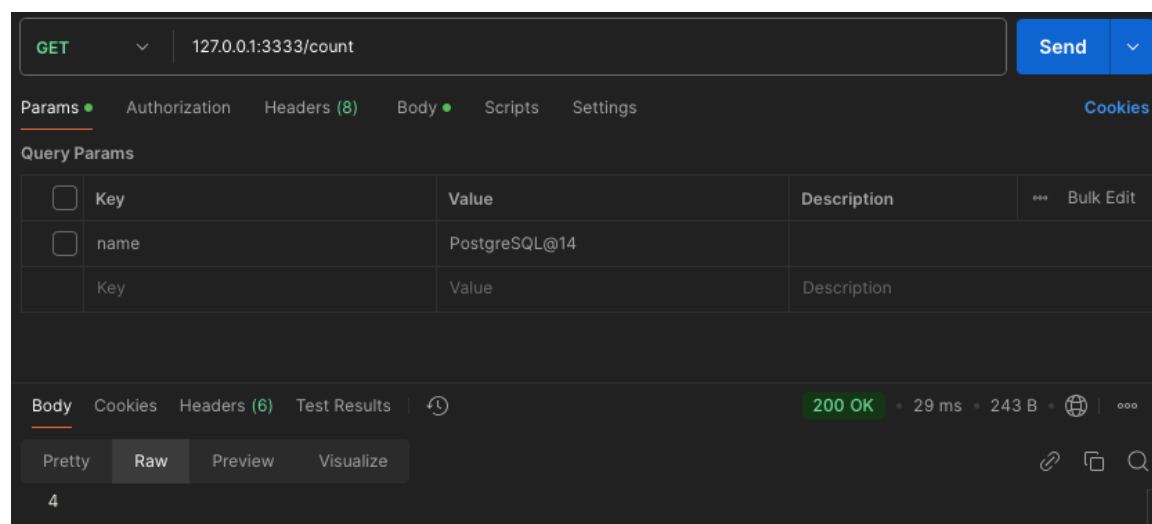 GET 127.0.0.1:3333/count Send
Params Authorization Headers (8) Body Scripts Settings Cookies
Query Params
Key Value Description Bulk Edit
name PostgreSQL@14
Key Value Description
Body Cookies Headers (6) Test Results 200 OK 29 ms 243 B
Pretty Raw Preview Visualize
4